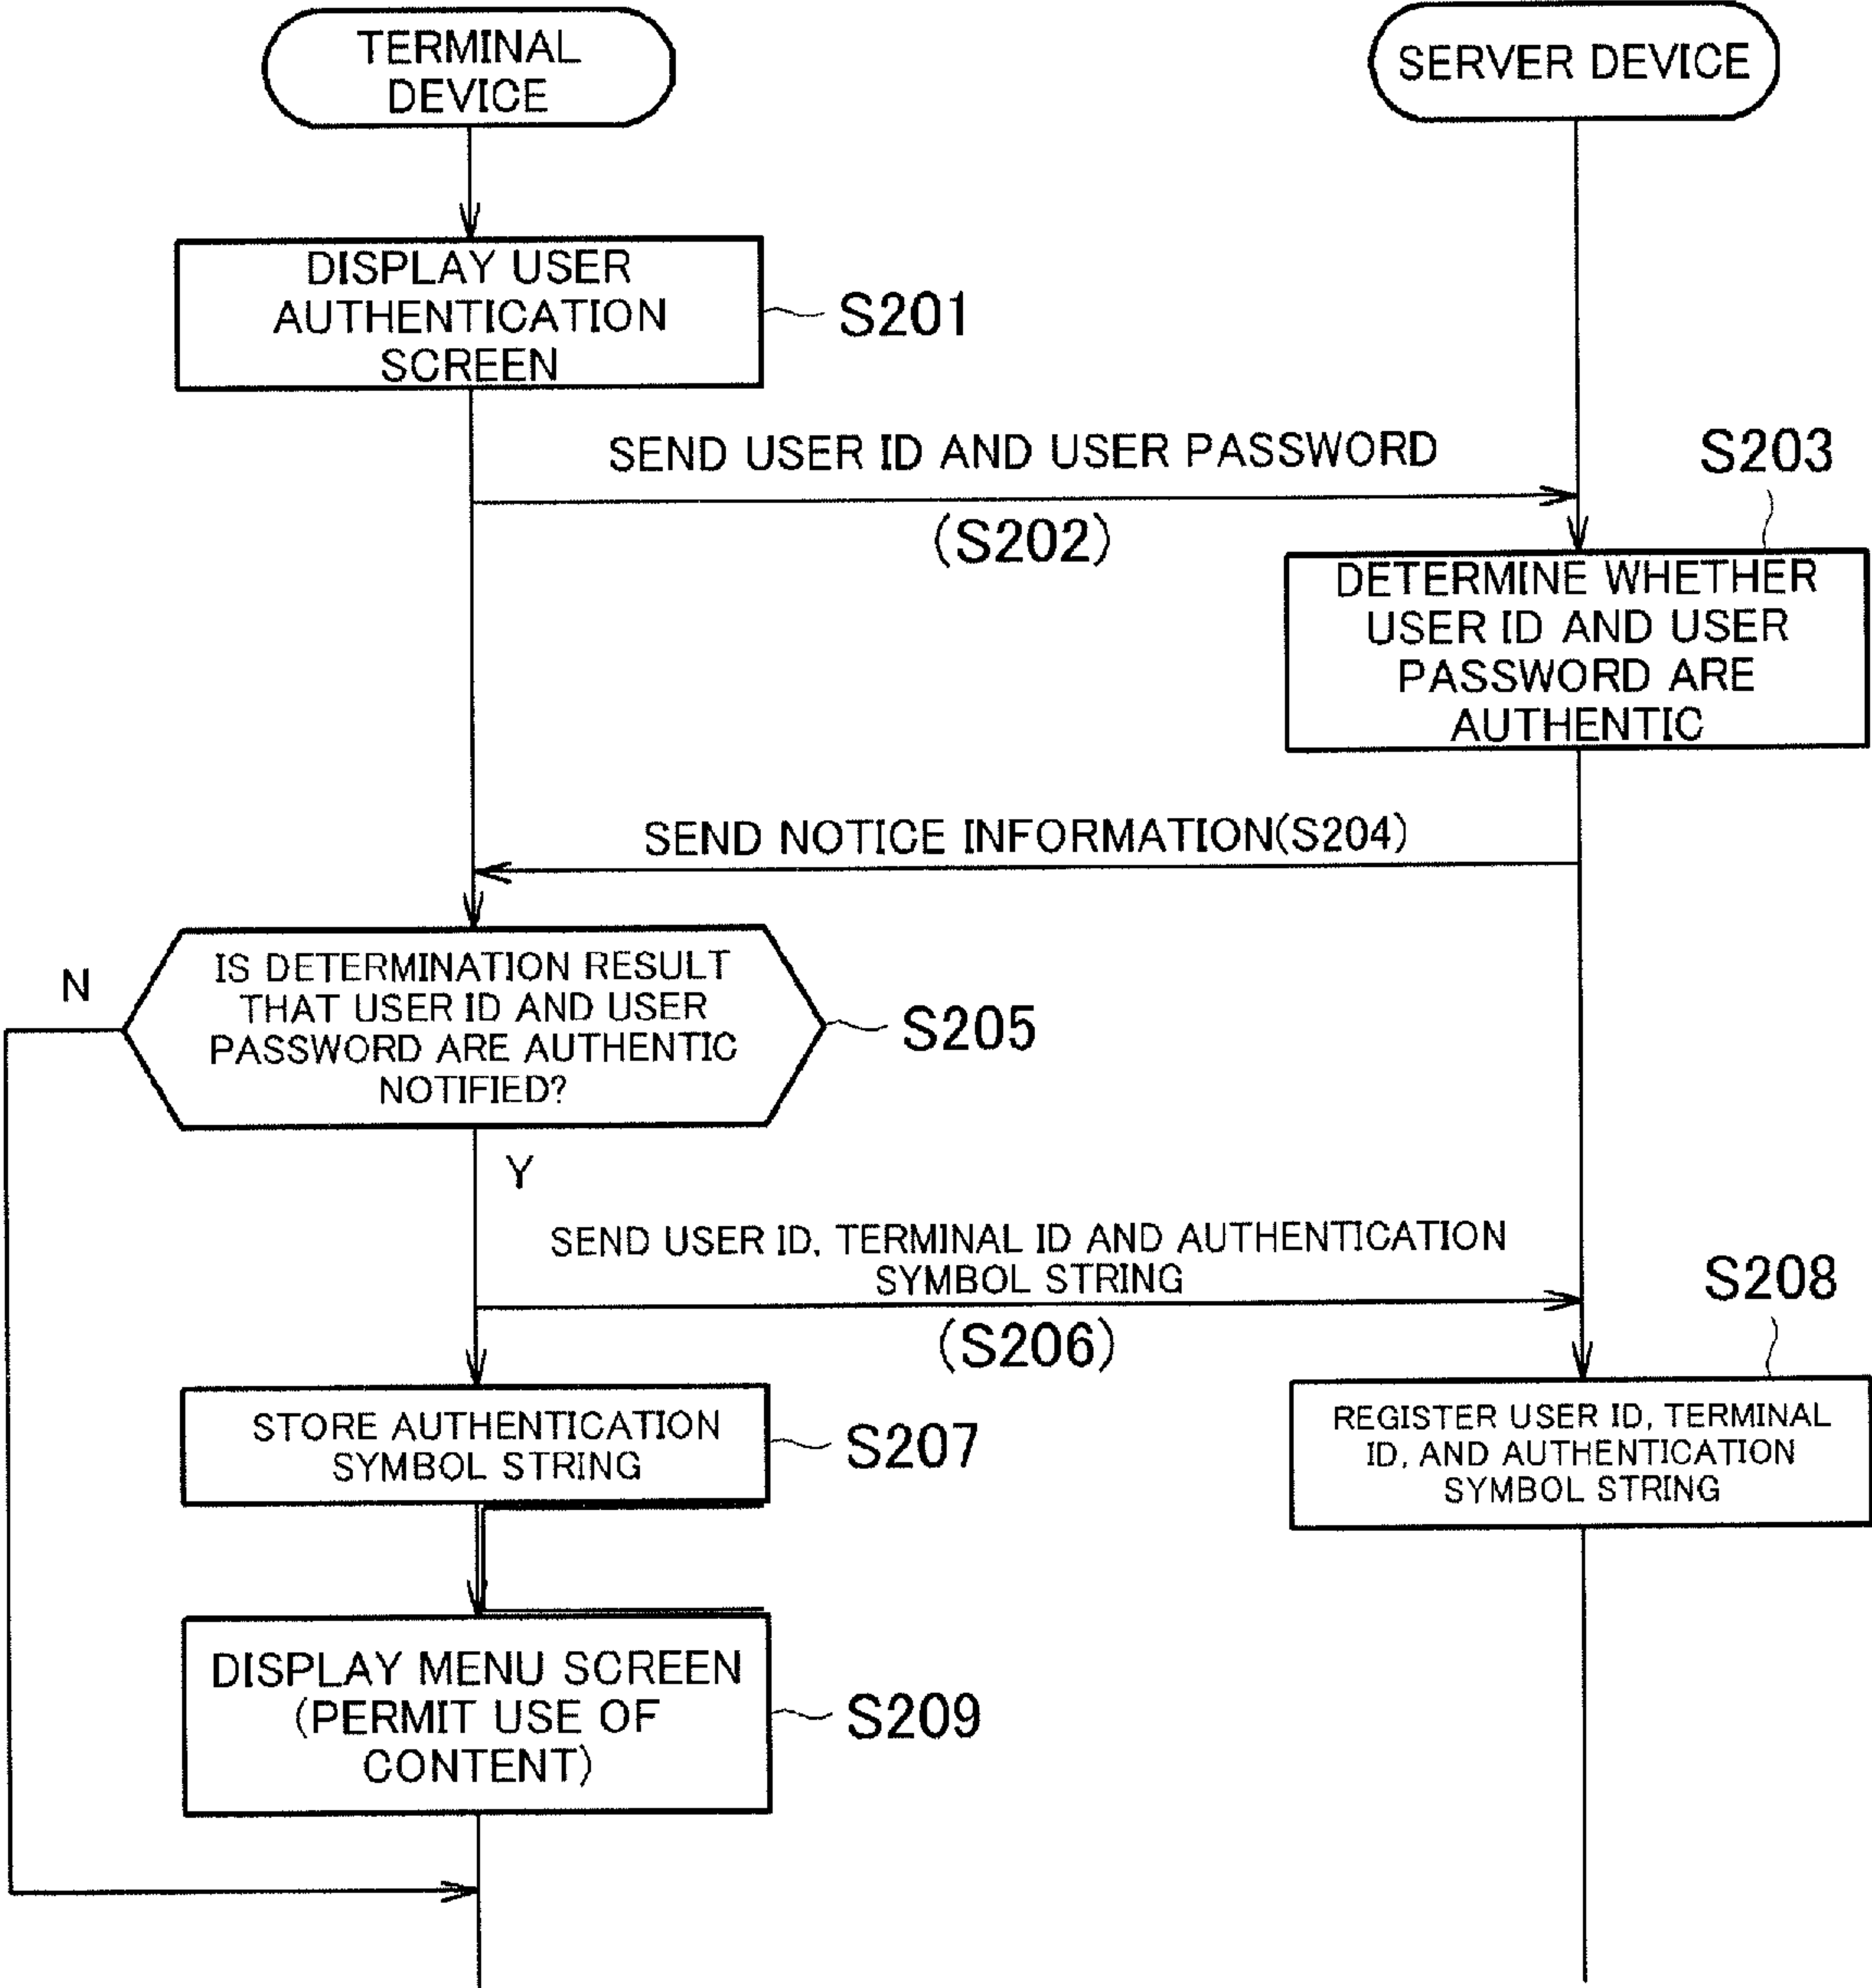 TERMINAL
DEVICE
SERVER DEVICE
DISPLAY USER
AUTHENTICATION
SCREEN
S201
SEND USER ID AND USER PASSWORD
(S202)
S203
DETERMINE WHETHER
USER ID AND USER
PASSWORD ARE
AUTHENTIC
SEND NOTICE INFORMATION(S204)
N
IS DETERMINATION RESULT
THAT USER ID AND USER
PASSWORD ARE AUTHENTIC
NOTIFIED?
S205
Y
SEND USER ID, TERMINAL ID AND AUTHENTICATION
SYMBOL STRING
(S206)
S208
STORE AUTHENTICATION
SYMBOL STRING
S207
REGISTER USER ID, TERMINAL
ID, AND AUTHENTICATION
SYMBOL STRING
DISPLAY MENU SCREEN
(PERMIT USE OF
CONTENT)
S209